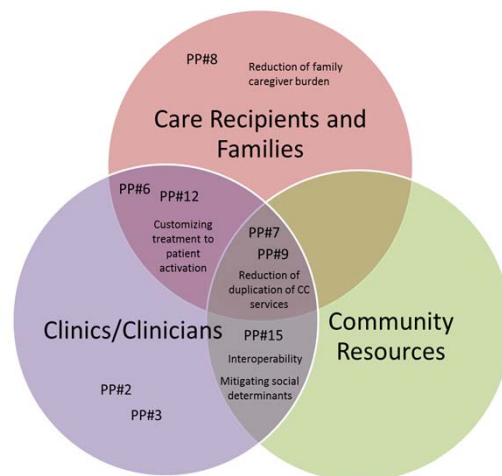 PP#8
Reduction of family
caregiver burden
Care Recipients and
Families
PP#6
PP#12
Customizing
treatment to
patient
activation
PP#7
PP#9
Reduction of
duplication of CC
services
Clinics/Clinicians
PP#15
Interoperability
Mitigating social
determinants
Community
Resources
PP#2
PP#3